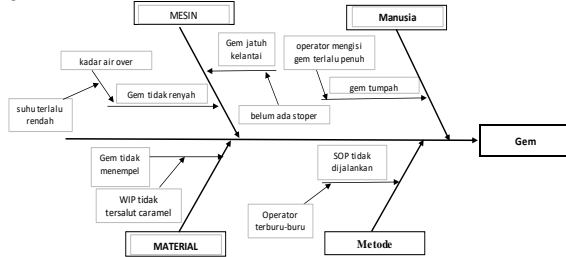 MESIN
Manusia
Gem jatuh
kelantai
operator mengisi
gem terlalu penuh
kadar air over
Gem tidak renyah
gem tumpah
suhu terlalu
rendah
belum ada stoper
Gem
Gem tidak
menempel
SOP tidak
dijalankan
WIP tidak
tersalut caramel
Operator
terburu-buru
MATERIAL
Metode